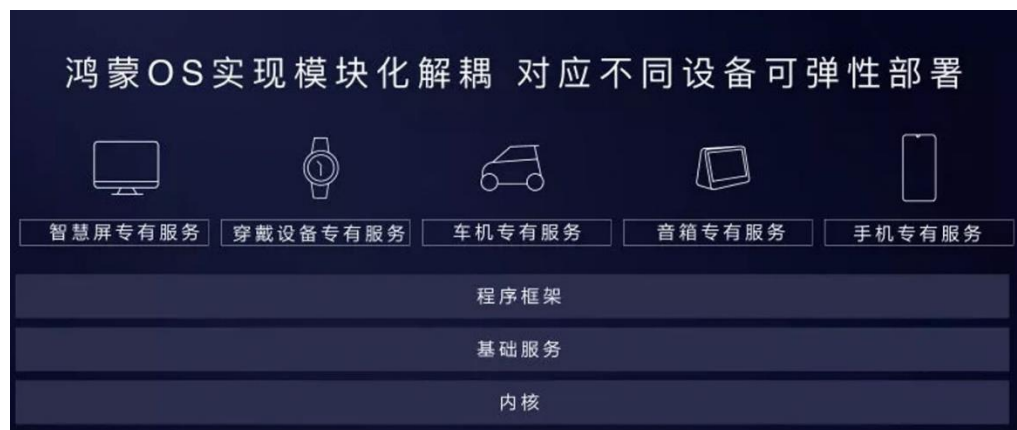 鸿蒙OS实现模块化解耦 对应不同设备可弹性部署
智慧屏专有服务
穿戴设备专有服务
车机专有服务
音箱专有服务
手机专有服务
程序框架
基础服务
内核